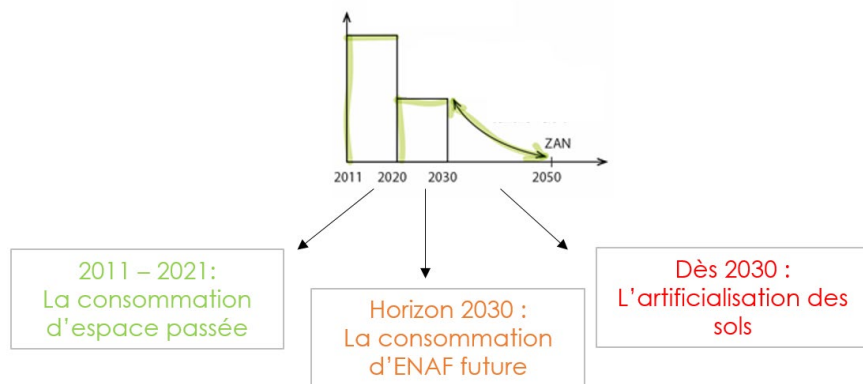 ZAN
2011
2020
2030
2050
2011 – 2021:
La consommation
d'espace passée
Horizon 2030 :
La consommation
d'ENAF future
Dès 2030 :
L'artificialisation des
sols